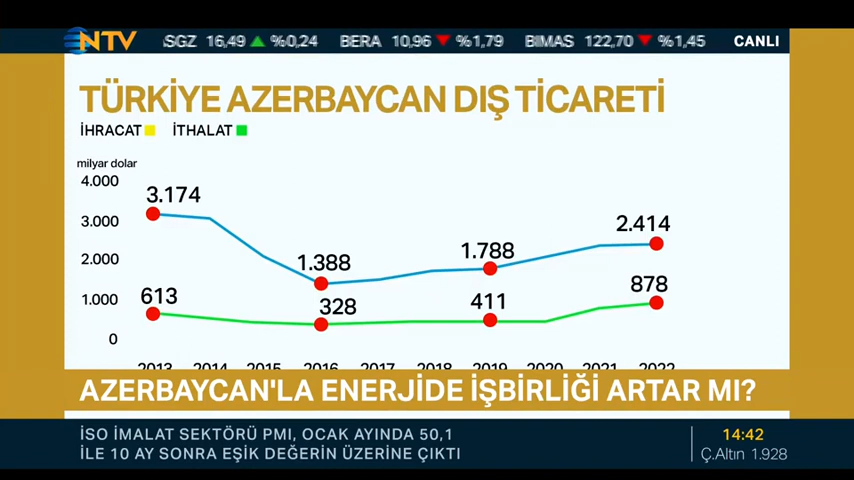 NTV
SGZ 16,49 %0,24 BERA 10,96 %1,79 BIMAS 122,70 %1,45 CANLI
TÜRKİYE AZERBAYCAN DIŞ TİCARETİ
İHRACAT İTHALAT
milyar dolar
4.000
3.000
2.000
1.000
0
3.174
1.388
1.788
2.414
613
328
411
878
2013 2014 2015 2016 2017 2018 2019 2020 2021 2022
AZERBAYCAN'LA ENERJİDE İŞBİRLİĞİ ARTAR MI?
İSO İMALAT SEKTÖRÜ PMI, OCAK AYINDA 50,1
İLE 10 AY SONRA EŞİK DEĞERİN ÜZERİNE ÇIKTI
14:42
Ç.Altın 1.928